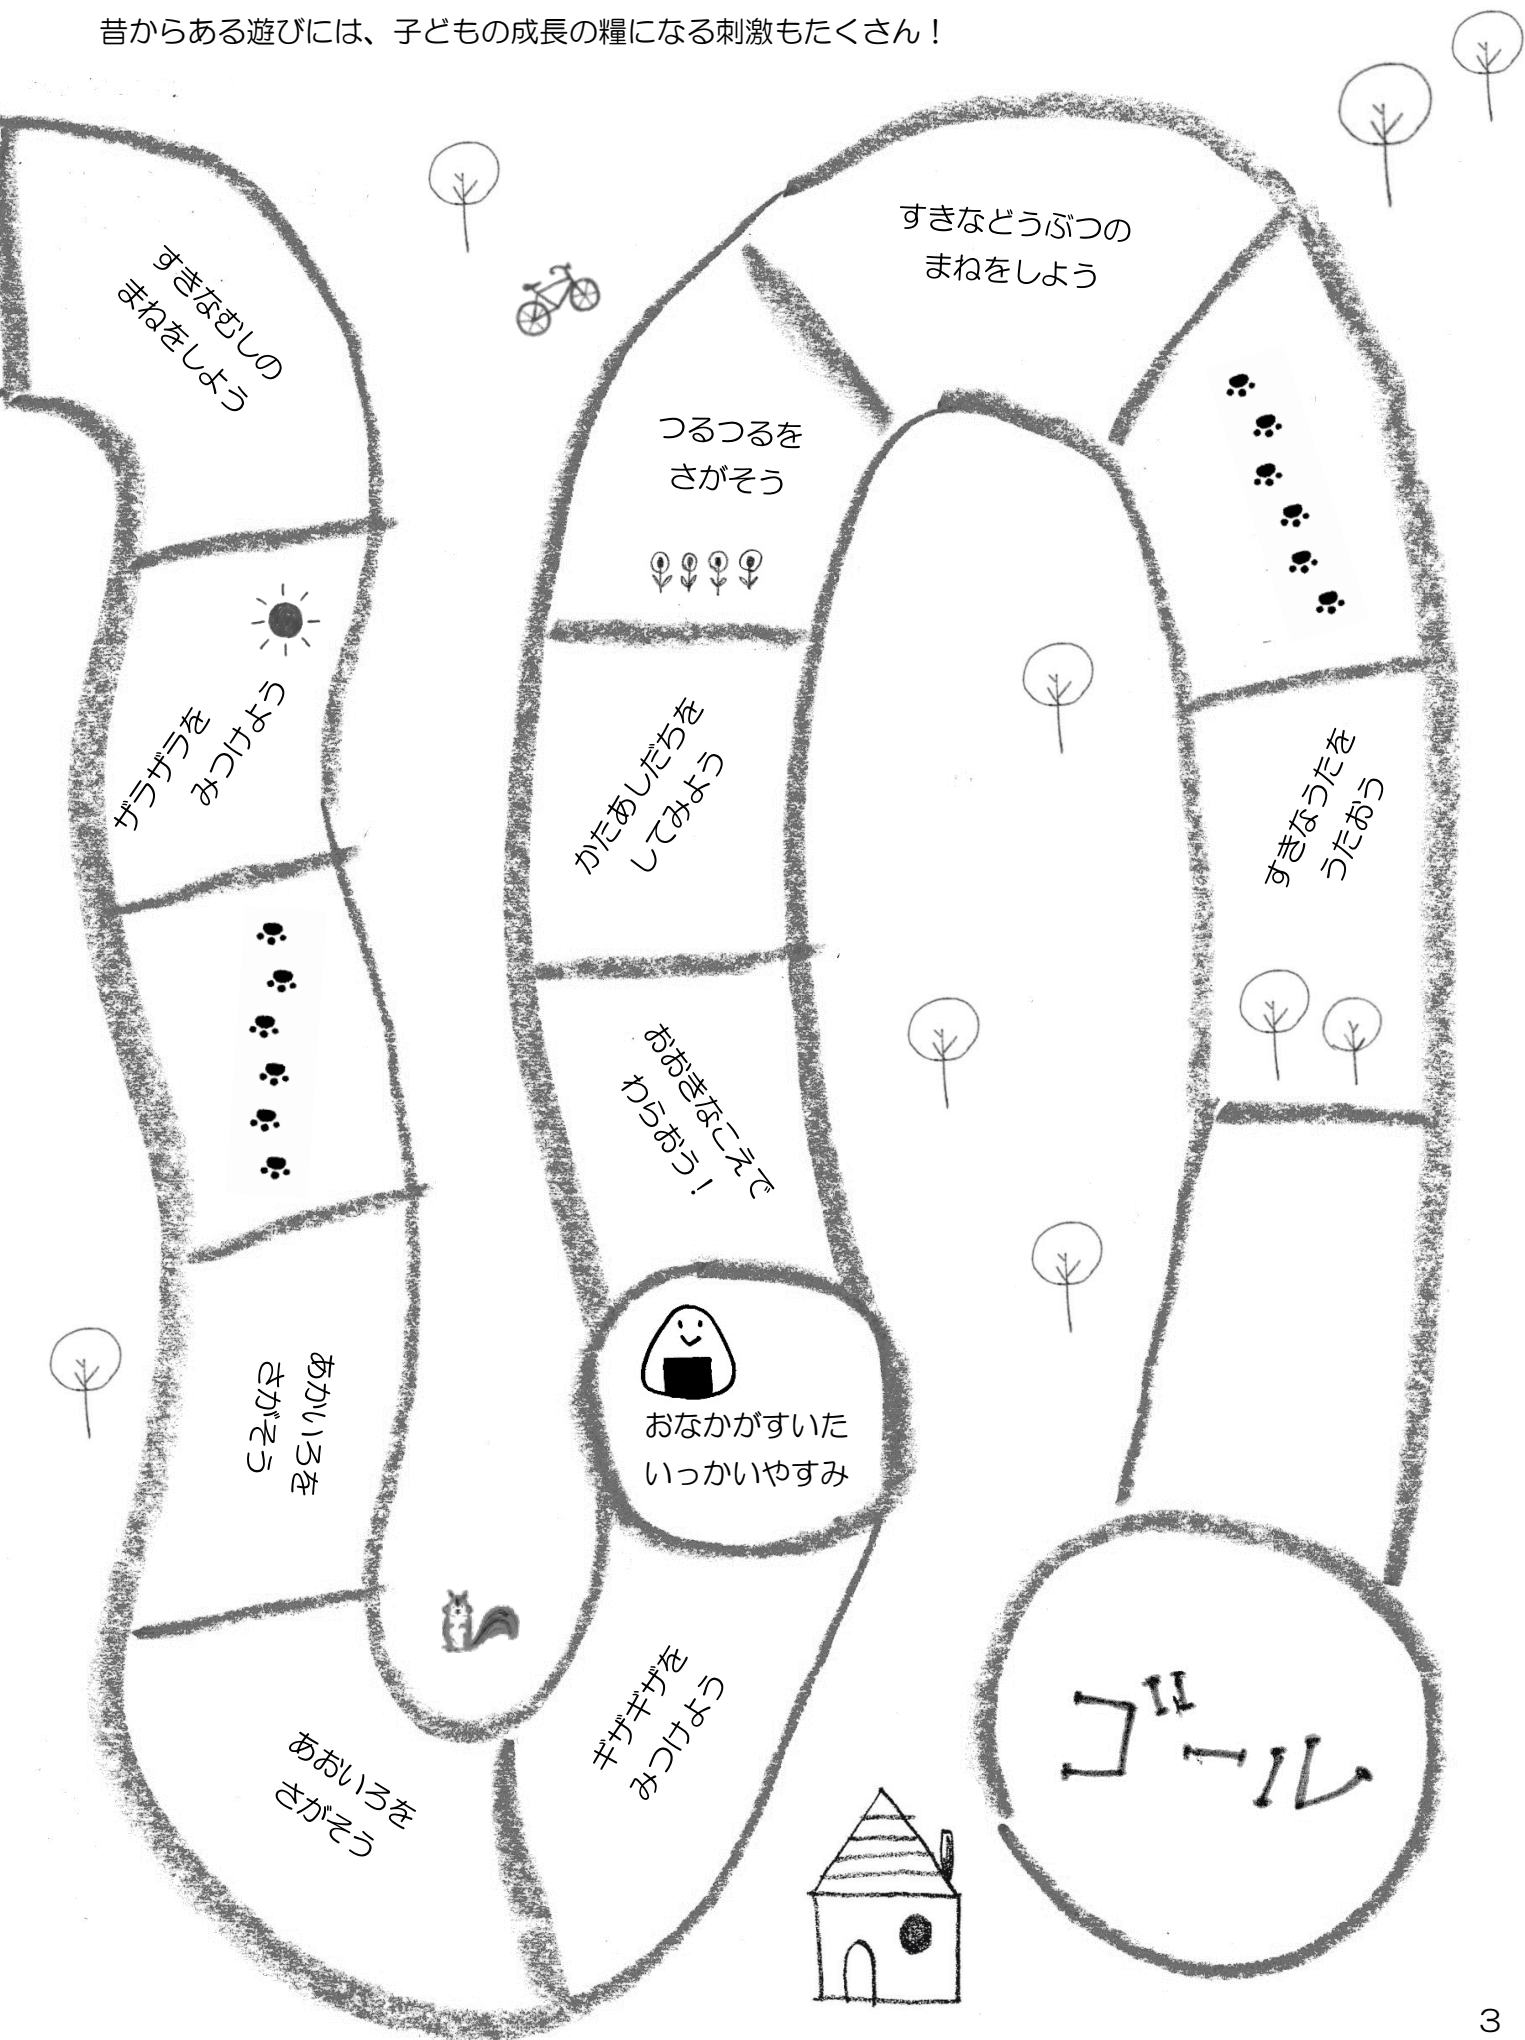 昔からある遊びには、子どもの成長の糧になる刺激もたくさん！
すきなむしの
まねをしよう
ザラザラを
みつけよう
あかいろを
さがそう
あおいろを
さがそう
ギザギザを
みつけよう
おなかがすいた
いっかいやすみ
おおきなこえで
わらおう！
かたあしだちを
してみよう
つるつるを
さがそう
すきなどうぶつの
まねをしよう
すきなうたを
うたおう
ゴール
3